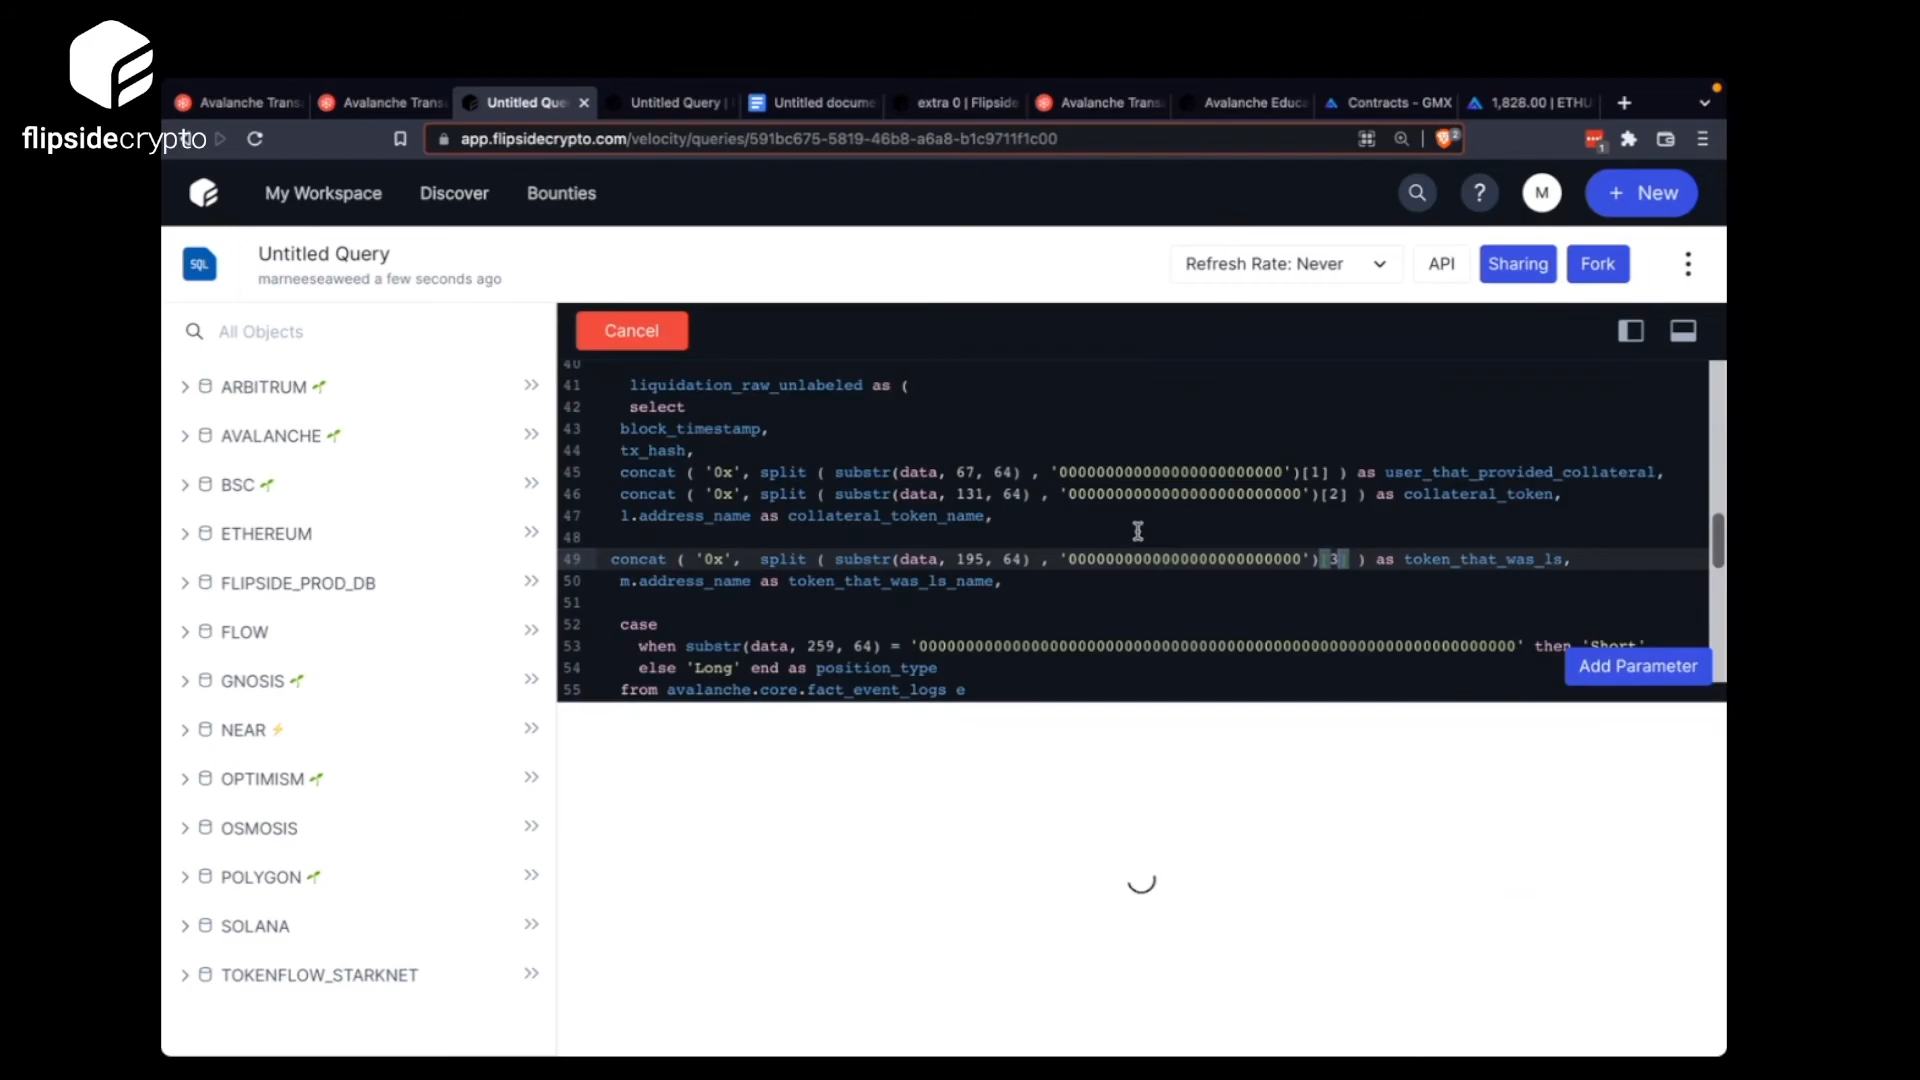 flipsidecrypto
Avalanche Trans
Avalanche Trans
Untitled Que
Untitled Query |
Untitled docume
extra 0 | Flipside
Avalanche Trans
Avalanche Educa
Contracts - GMX
1,828.00 | ETHU
app.flipsidecrypto.com/velocity/queries/591bc675-5819-46b8-a6a8-b1c9711f1c00
2
1
My Workspace
Discover
Bounties
?
M
+ New
SQL
Untitled Query
marneeseaweed a few seconds ago
Refresh Rate: Never
API
Sharing
Fork
All Objects
Cancel
ARBITRUM
AVALANCHE
BSC
ETHEREUM
FLIPSIDE_PROD_DB
FLOW
GNOSIS
NEAR
OPTIMISM
OSMOSIS
POLYGON
SOLANA
TOKENFLOW_STARKNET
40
41 liquidation_raw_unlabeled as (
42 select
43 block_timestamp,
44 tx_hash,
45 concat ( '0x', split ( substr(data, 67, 64) , '000000000000000000000000')[1] ) as user_that_provided_collateral,
46 concat ( '0x', split ( substr(data, 131, 64) , '0000000000000000000000000')[2] ) as collateral_token,
47 l.address_name as collateral_token_name,
48
49 concat ( '0x', split ( substr(data, 195, 64) , '0000000000000000000000000')[3] ) as token_that_was_ls,
50 m.address_name as token_that_was_ls_name,
51
52 case
53 when substr(data, 259, 64) = '0000000000000000000000000000000000000000000000000000000000000000' then 'Short'
54 else 'Long' end as position_type
55 from avalanche.core.fact_event_logs e
Add Parameter